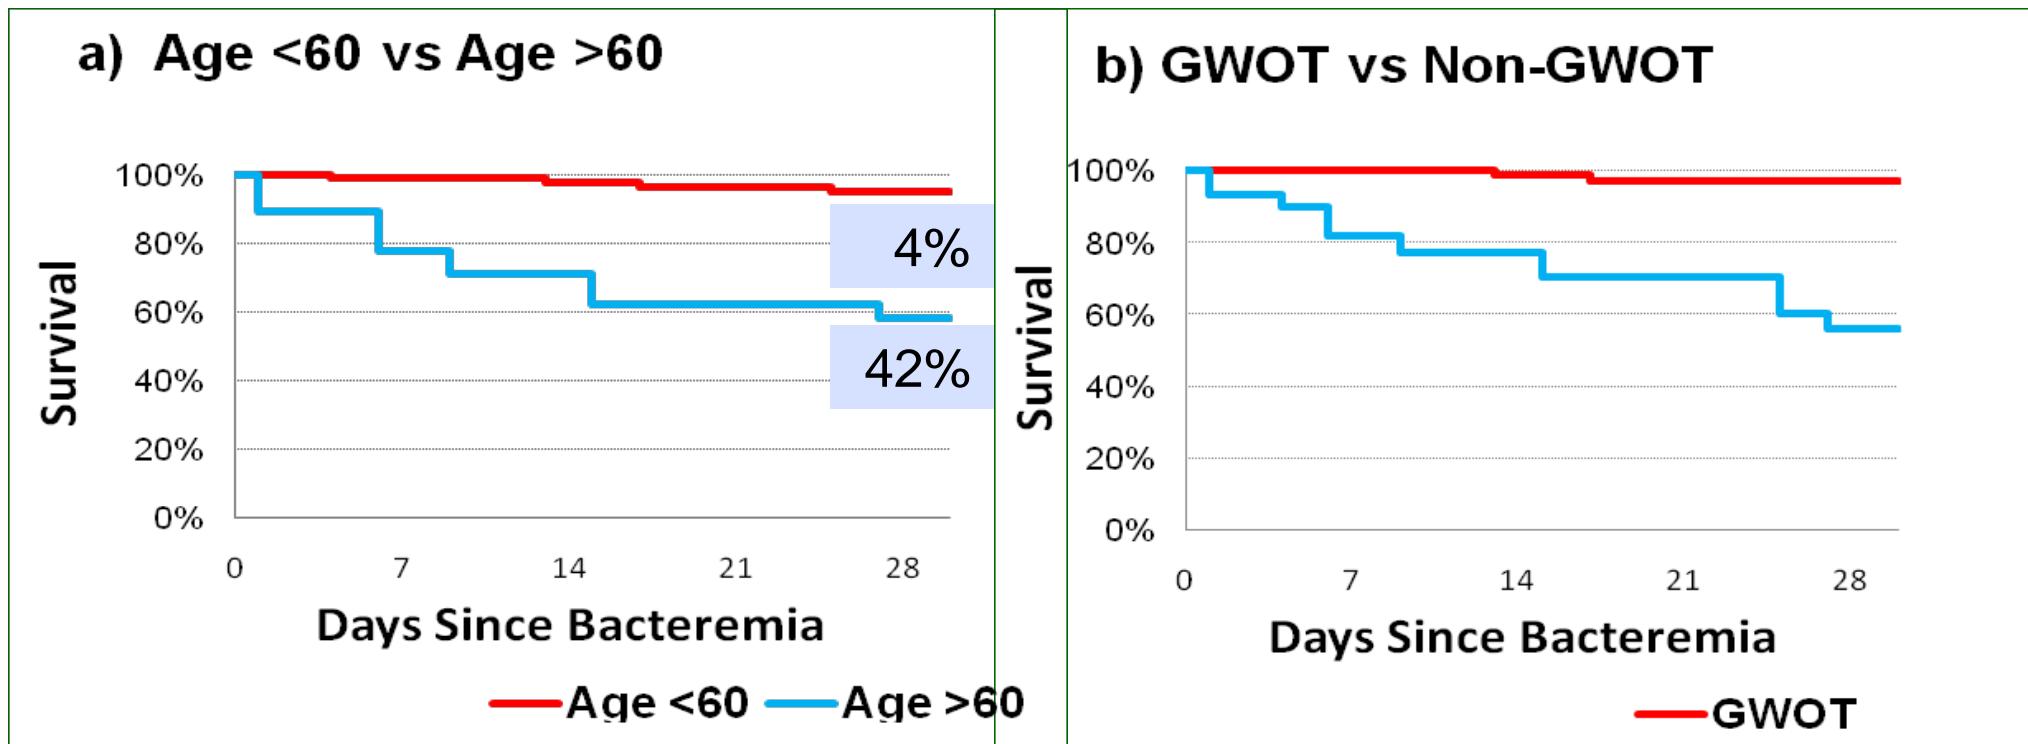 a) Age <60 vs Age >60
100%
80%
60%
40%
20%
0%
Survival
4%
42%
0 7 14 21 28
Days Since Bacteremia
Age <60 Age >60
b) GWOT vs Non-GWOT
100%
80%
60%
40%
20%
0%
Survival
0 7 14 21 28
Days Since Bacteremia
GWOT